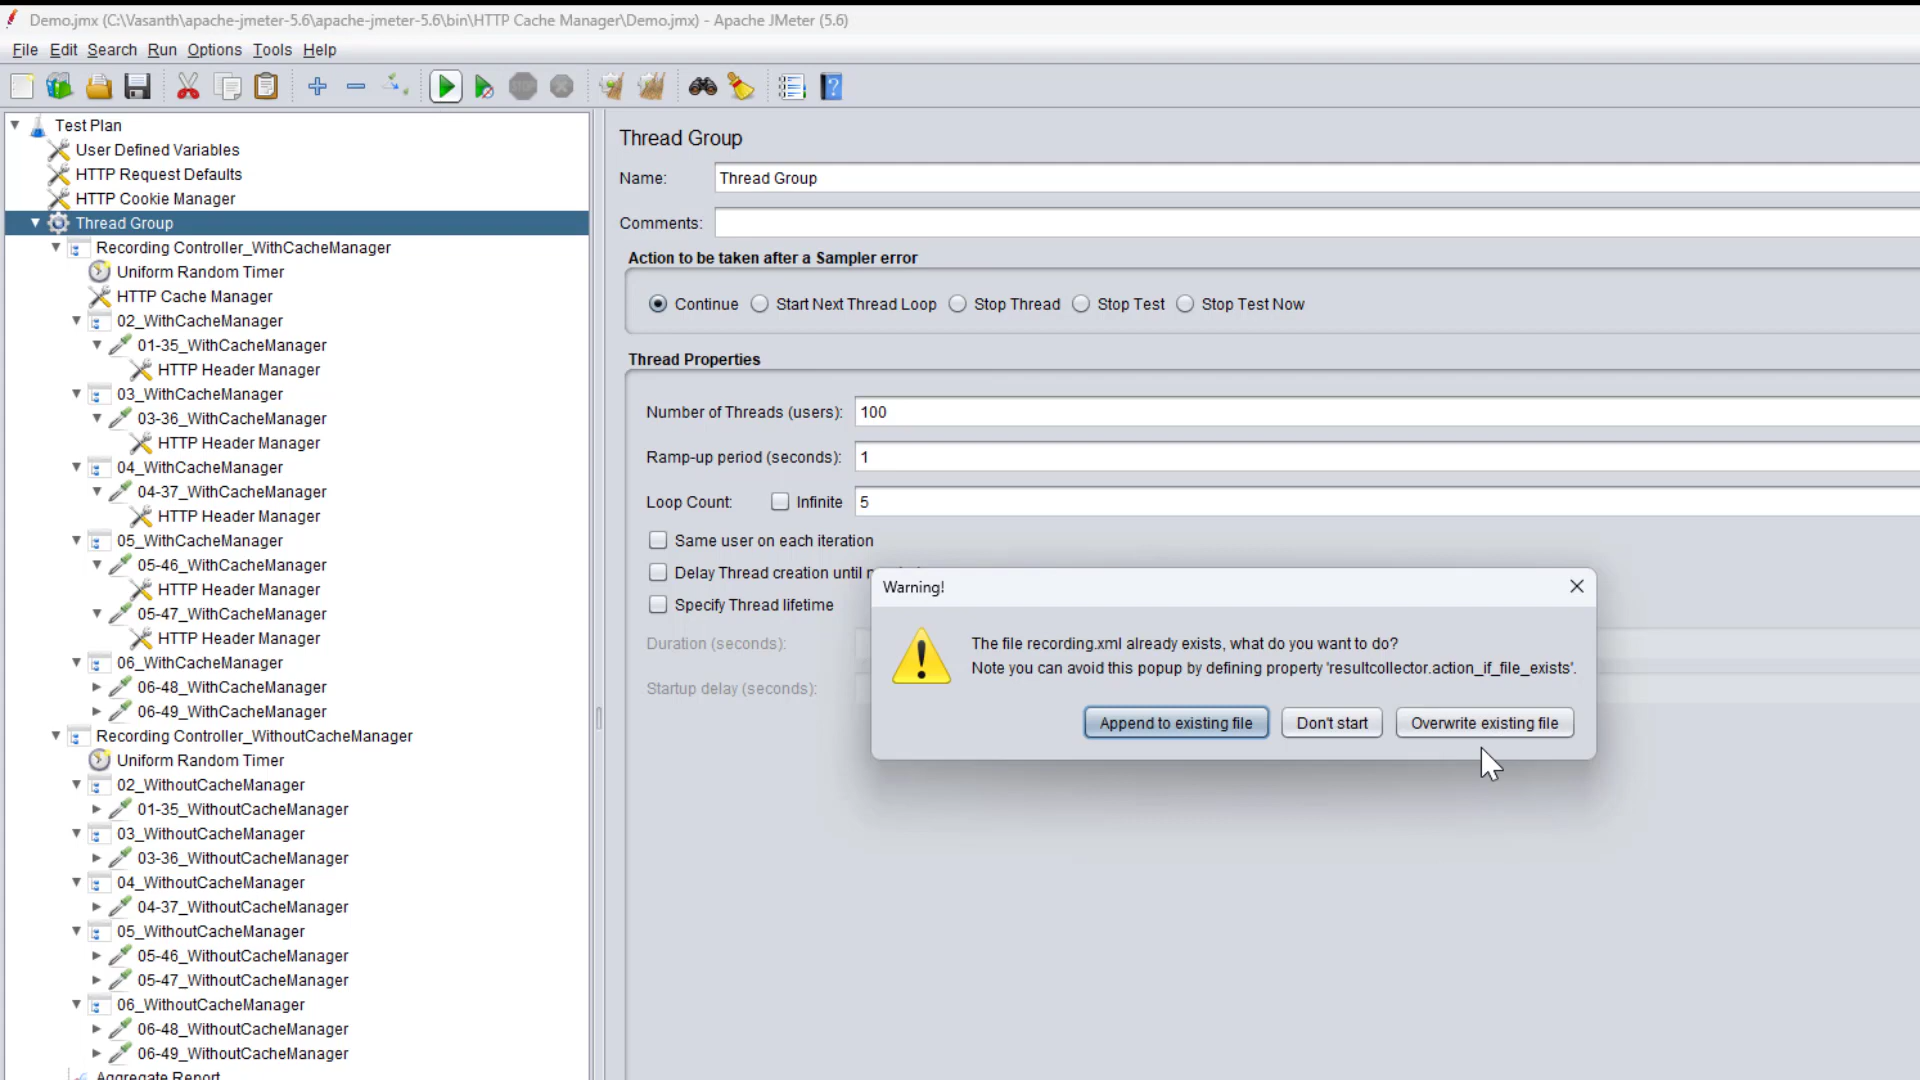 Demo.jmx (C:\Vasanth\apache-jmeter-5.6\apache-jmeter-5.6\bin\HTTP Cache Manager\Demo.jmx) - Apache JMeter (5.6)
File Edit Search Run Options Tools Help
STOP
Test Plan
User Defined Variables
HTTP Request Defaults
HTTP Cookie Manager
Thread Group
Recording Controller_WithCacheManager
Uniform Random Timer
HTTP Cache Manager
02_WithCacheManager
01-35_WithCacheManager
HTTP Header Manager
03_WithCacheManager
03-36_WithCacheManager
HTTP Header Manager
04_WithCacheManager
04-37_WithCacheManager
HTTP Header Manager
05_WithCacheManager
05-46_WithCacheManager
HTTP Header Manager
05-47_WithCacheManager
HTTP Header Manager
06_WithCacheManager
06-48_WithCacheManager
06-49_WithCacheManager
Recording Controller_WithoutCacheManager
Uniform Random Timer
02_WithoutCacheManager
01-35_WithoutCacheManager
03_WithoutCacheManager
03-36_WithoutCacheManager
04_WithoutCacheManager
04-37_WithoutCacheManager
05_WithoutCacheManager
05-46_WithoutCacheManager
05-47_WithoutCacheManager
06_WithoutCacheManager
06-48_WithoutCacheManager
06-49_WithoutCacheManager
Aggregate Report
Thread Group
Name: Thread Group
Comments:
Action to be taken after a Sampler error
Continue Start Next Thread Loop Stop Thread Stop Test Stop Test Now
Thread Properties
Number of Threads (users): 100
Ramp-up period (seconds): 1
Loop Count: Infinite 5
Same user on each iteration
Delay Thread creation until
Specify Thread lifetime
Duration (seconds):
Startup delay (seconds):
Warning!
The file recording.xml already exists, what do you want to do?
Note you can avoid this popup by defining property 'resultcollector.action_if_file_exists'.
Append to existing file Don't start Overwrite existing file